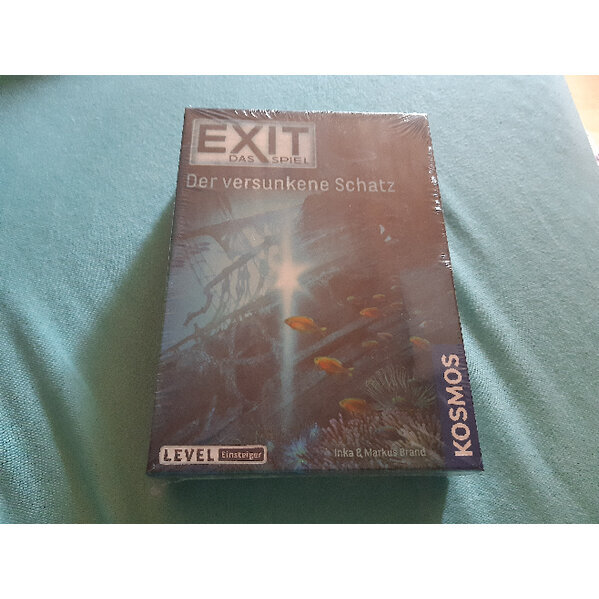 EXIT
DAS SPIEL
Der versunkene Schatz
KOSMOS
LEVEL Einsteiger
Inka & Markus Brand